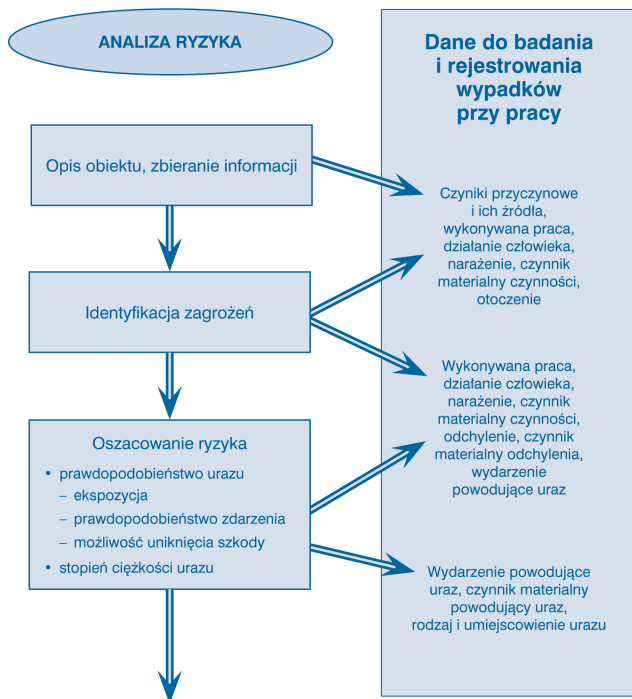 ANALIZA RYZYKA
Dane do badania
i rejestrowania
wypadków
przy pracy
Opis obiektu, zbieranie informacji
Czyniki przyczynowe
i ich źródła,
wykonywana praca,
działanie człowieka,
narażenie, czynnik
materialny czynności,
otoczenie
Identyfikacja zagrożeń
Wykonywana praca,
działanie człowieka,
narażenie, czynnik
materialny czynności,
odchylenie, czynnik
materialny odchylenia,
wydarzenie
powodujące uraz
Oszacowanie ryzyka
• prawdopodobieństwo urazu
– ekspozycja
– prawdopodobieństwo zdarzenia
– możliwość uniknięcia szkody
• stopień ciężkości urazu
Wydarzenie powodujące
uraz, czynnik materialny
powodujący uraz,
rodzaj i umiejscowienie urazu